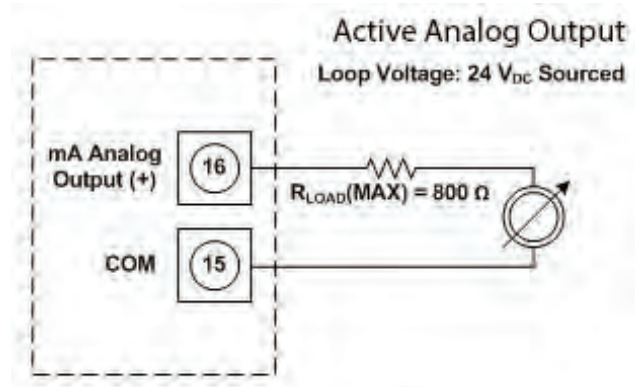 Active Analog Output
Loop Voltage: 24 VDC Sourced
mA Analog
Output (+)
16
RLOAD(MAX) = 800 Ω
COM
15